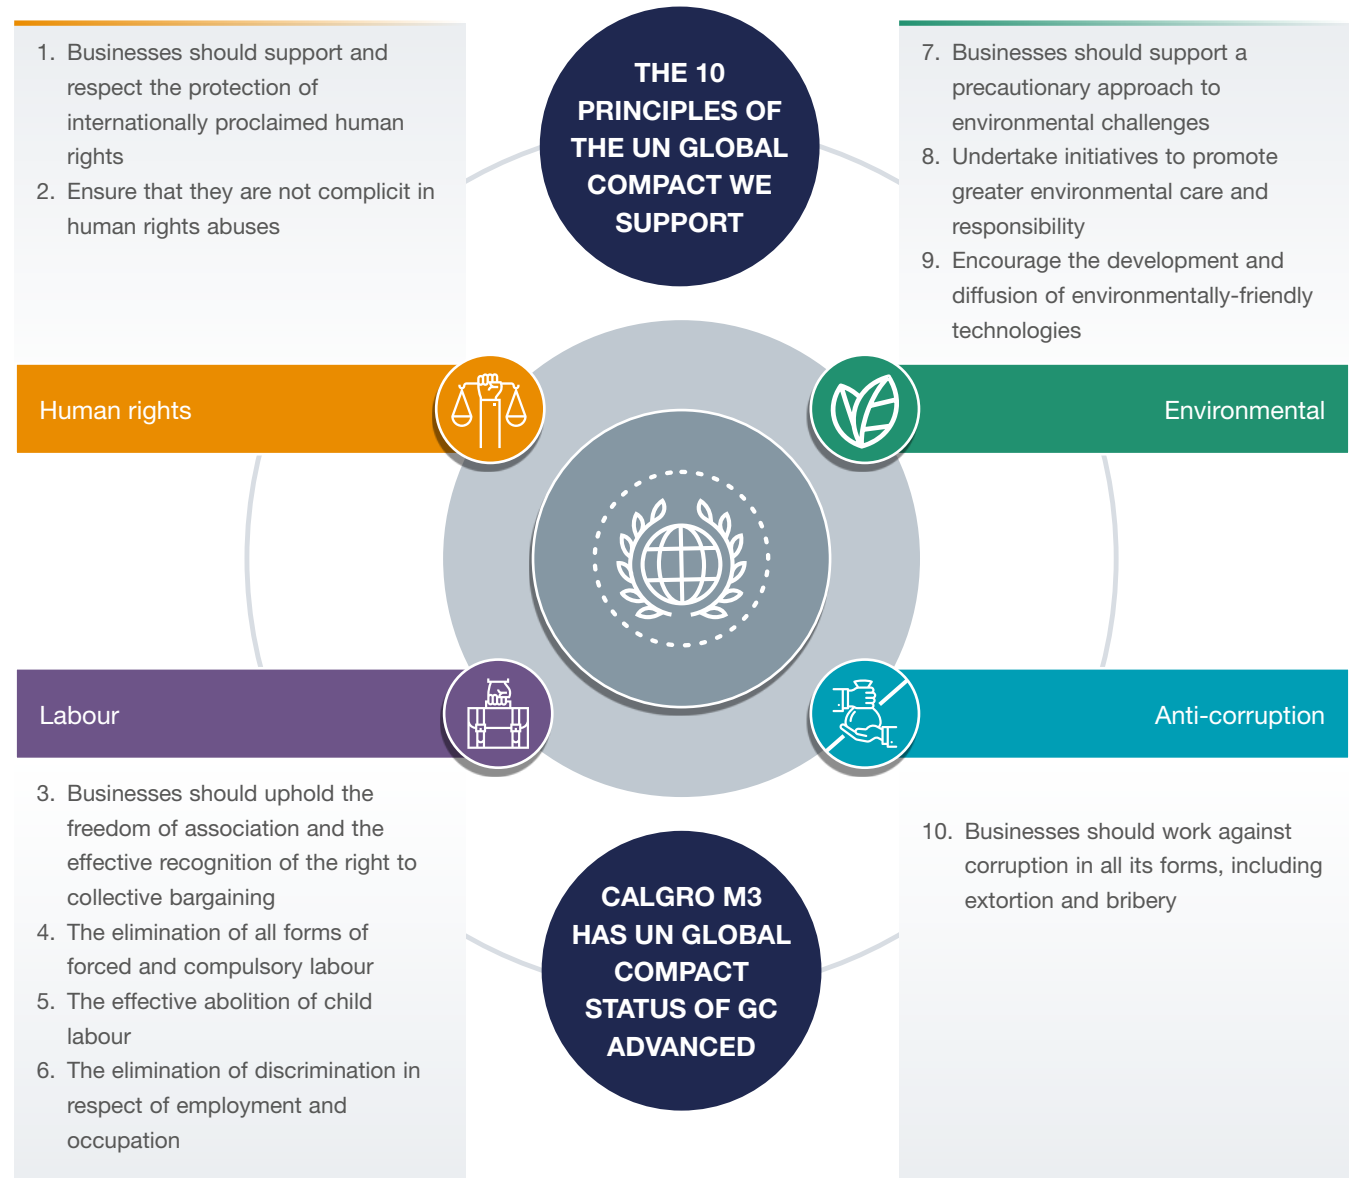 THE 10
PRINCIPLES OF
THE UN GLOBAL
COMPACT WE
SUPPORT
1. Businesses should support and
respect the protection of
internationally proclaimed human
rights
2. Ensure that they are not complicit in
human rights abuses
Human rights
Labour
3. Businesses should uphold the
freedom of association and the
effective recognition of the right to
collective bargaining
4. The elimination of all forms of
forced and compulsory labour
5. The effective abolition of child
labour
6. The elimination of discrimination in
respect of employment and
occupation
7. Businesses should support a
precautionary approach to
environmental challenges
8. Undertake initiatives to promote
greater environmental care and
responsibility
9. Encourage the development and
diffusion of environmentally-friendly
technologies
Environmental
Anti-corruption
10. Businesses should work against
corruption in all its forms, including
extortion and bribery
CALGRO M3
HAS UN GLOBAL
COMPACT
STATUS OF GC
ADVANCED